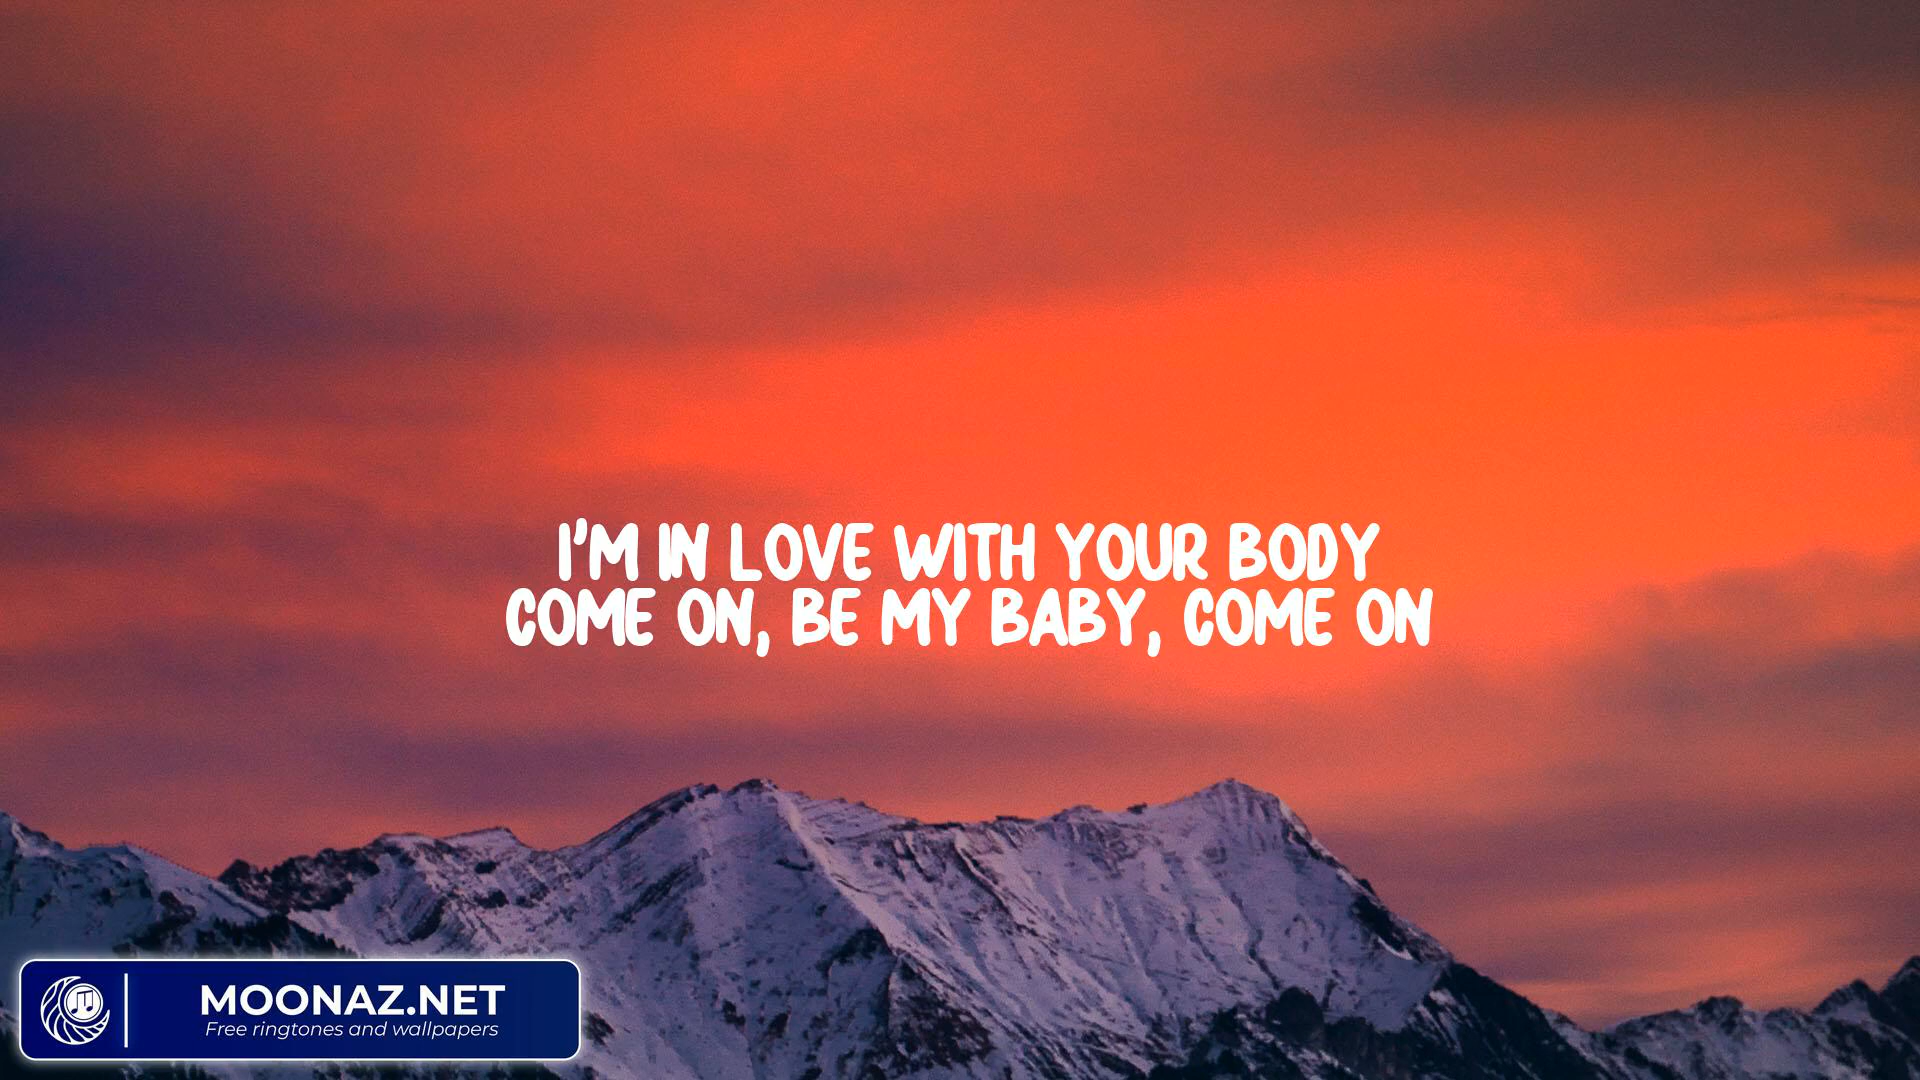 I'M IN LOVE WITH YOUR BODY
COME ON, BE MY BABY, COME ON
MOONAZ.NET
Free ringtones and wallpapers